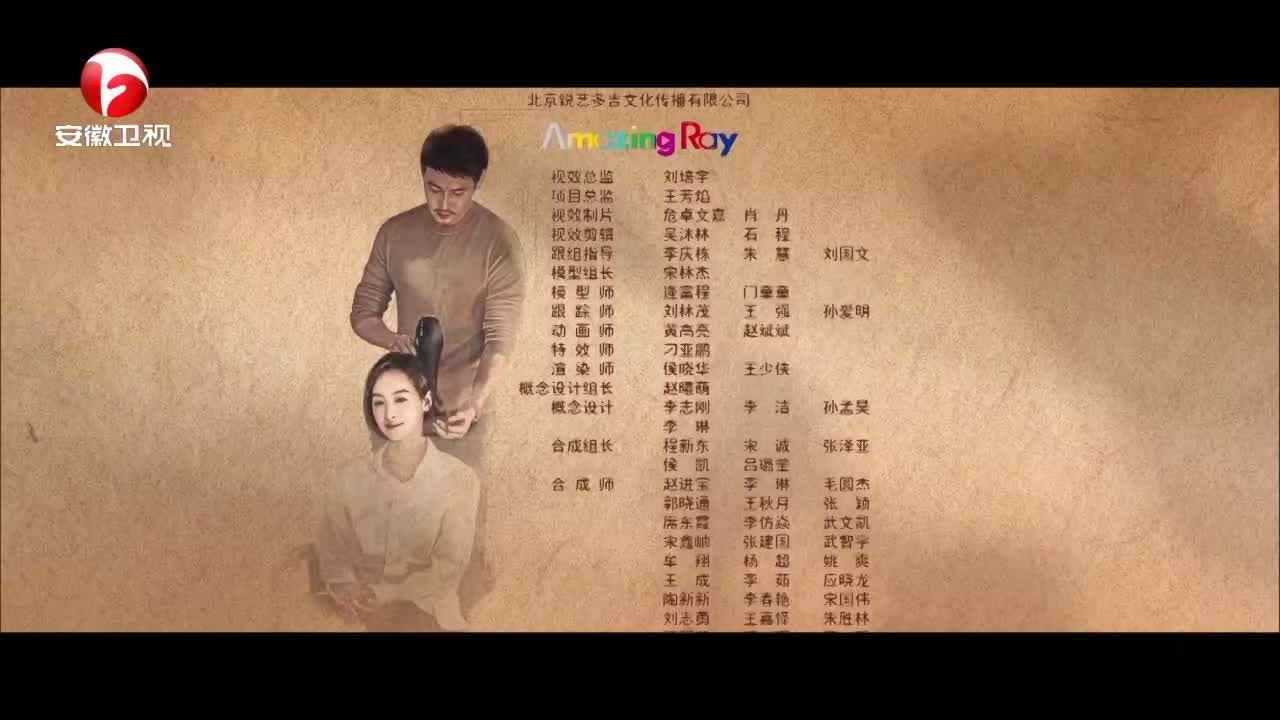 安徽卫视
北京锐艺多吉文化传播有限公司
Amazing Ray
视效总监 刘培宇
项目总监 王芳焰
视效制片 危卓文嘉 肖 丹
视效剪辑 吴沐林 石 程
跟组指导 李庆栋 朱 慧 刘国文
模型组长 宋林杰
模 型 师 逄富程 门童童
跟 踪 师 刘林茂 王 强 孙爱明
动 画 师 黄高亮 赵斌斌
特 效 师 刁亚鹏
渲 染 师 侯晓华 王少侠
概念设计组长 赵曦萌
概念设计 李志刚 李 洁 孙孟昊
李 琳
合成组长 程新东 宋 诚 张泽亚
侯 凯 吕璐莹
合 成 师 赵进宝 李 琳 毛圆杰
郭晓通 王秋月 张 颖
席东霞 李仿焱 武文凯
宋鑫岫 张建国 武智宇
牟 翔 杨 超 姚 爽
王 成 李 茹 应晓龙
陶新新 李春艳 宋国伟
刘志勇 王嘉怿 朱胜林